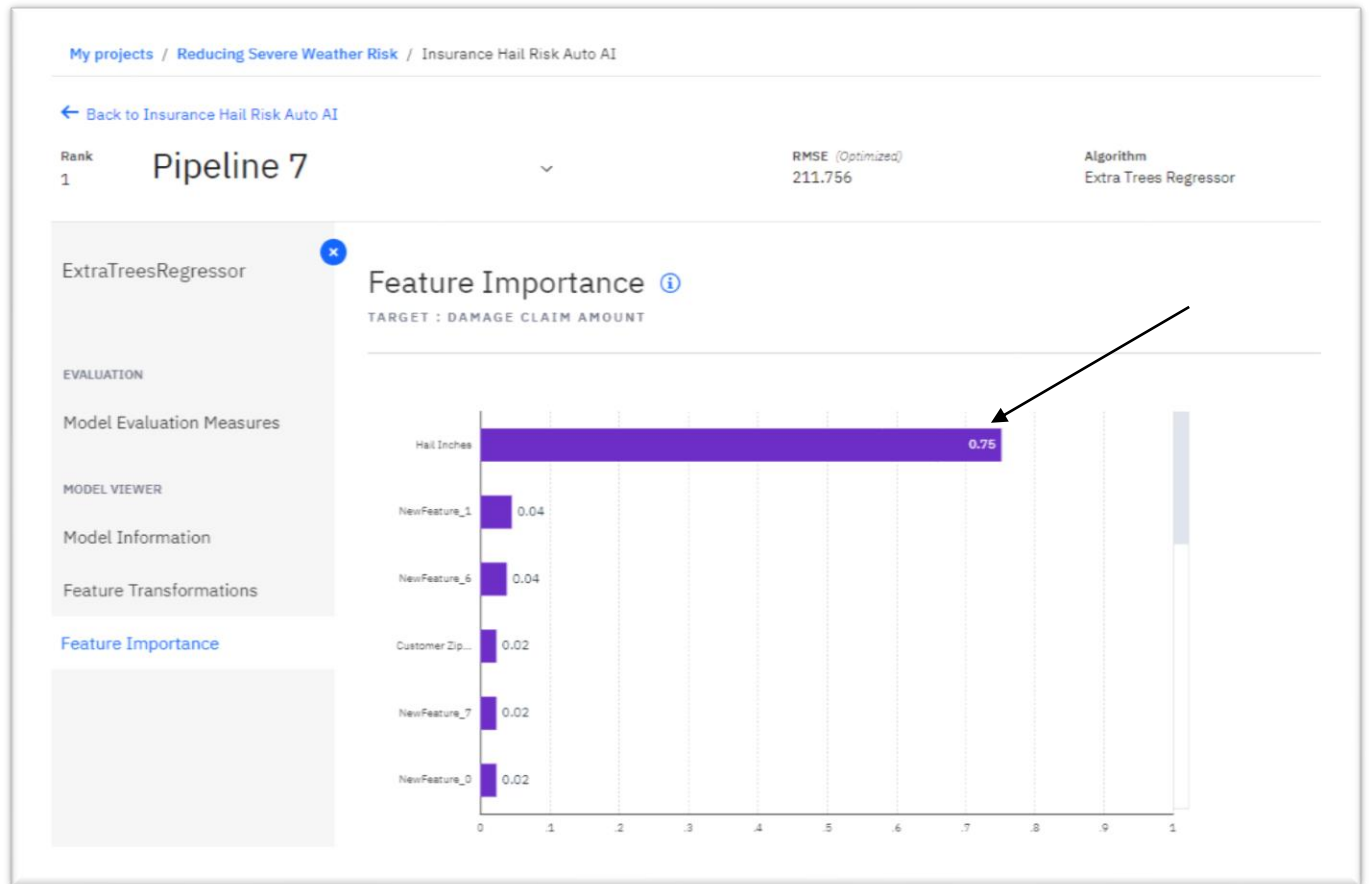 My projects / Reducing Severe Weather Risk / Insurance Hail Risk Auto AI
← Back to Insurance Hail Risk Auto AI
Rank
1
Pipeline 7
RMSE (Optimized)
211.756
Algorithm
Extra Trees Regressor
ExtraTreesRegressor
EVALUATION
Model Evaluation Measures
MODEL VIEWER
Model Information
Feature Transformations
Feature Importance
Feature Importance
TARGET : DAMAGE CLAIM AMOUNT
Hail Inches 0.75
NewFeature_1 0.04
NewFeature_6 0.04
Customer Zip... 0.02
NewFeature_7 0.02
NewFeature_0 0.02
0 .1 .2 .3 .4 .5 .6 .7 .8 .9 1